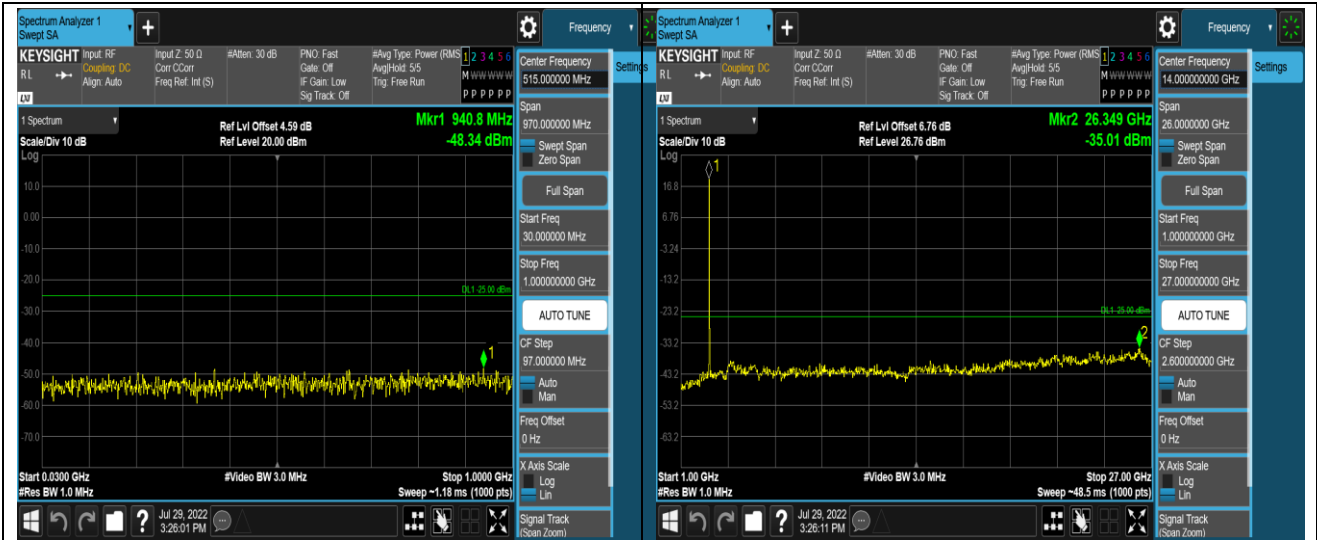 Spectrum Analyzer 1
Swept SA
+
Frequency
KEYSIGHT
RL
LXI
Input: RF
Coupling: DC
Align: Auto
Input Z: 50 Ω
Corr CCorr
Freq Ref: Int (S)
#Atten: 30 dB
PNO: Fast
Gate: Off
IF Gain: Low
Sig Track: Off
#Avg Type: Power (RMS
Avg|Hold: 5/5
Trig: Free Run
1 2 3 4 5 6
M W W W W W
P P P P P P
Center Frequency
515.000000 MHz
Settings
1 Spectrum
Scale/Div 10 dB
Log
Ref Lvl Offset 4.59 dB
Ref Level 20.00 dBm
Mkr1 940.8 MHz
-48.34 dBm
10.0
0.00
-10.0
-20.0
-30.0
-40.0
-50.0
-60.0
-70.0
DL1 -25.00 dBm
1
Start 0.0300 GHz
#Res BW 1.0 MHz
#Video BW 3.0 MHz
Stop 1.0000 GHz
Sweep ~1.18 ms (1000 pts)
Span
970.000000 MHz
Swept Span
Zero Span
Full Span
Start Freq
30.000000 MHz
Stop Freq
1.000000000 GHz
AUTO TUNE
CF Step
97.000000 MHz
Auto
Man
Freq Offset
0 Hz
X Axis Scale
Log
Lin
Signal Track
(Span Zoom)
?
Jul 29, 2022
3:26:01 PM
Spectrum Analyzer 1
Swept SA
+
Frequency
KEYSIGHT
RL
LXI
Input: RF
Coupling: DC
Align: Auto
Input Z: 50 Ω
Corr CCorr
Freq Ref: Int (S)
#Atten: 30 dB
PNO: Fast
Gate: Off
IF Gain: Low
Sig Track: Off
#Avg Type: Power (RMS
Avg|Hold: 5/5
Trig: Free Run
1 2 3 4 5 6
M W W W W W
P P P P P P
Center Frequency
14.000000000 GHz
Settings
1 Spectrum
Scale/Div 10 dB
Log
Ref Lvl Offset 6.76 dB
Ref Level 26.76 dBm
Mkr2 26.349 GHz
-35.01 dBm
1
16.8
6.76
-3.24
-13.2
-23.2
-33.2
-43.2
-53.2
-63.2
DL1 -25.00 dBm
2
Start 1.00 GHz
#Res BW 1.0 MHz
#Video BW 3.0 MHz
Stop 27.00 GHz
Sweep ~48.5 ms (1000 pts)
Span
26.0000000 GHz
Swept Span
Zero Span
Full Span
Start Freq
1.000000000 GHz
Stop Freq
27.000000000 GHz
AUTO TUNE
CF Step
2.600000000 GHz
Auto
Man
Freq Offset
0 Hz
X Axis Scale
Log
Lin
Signal Track
(Span Zoom)
?
Jul 29, 2022
3:26:11 PM